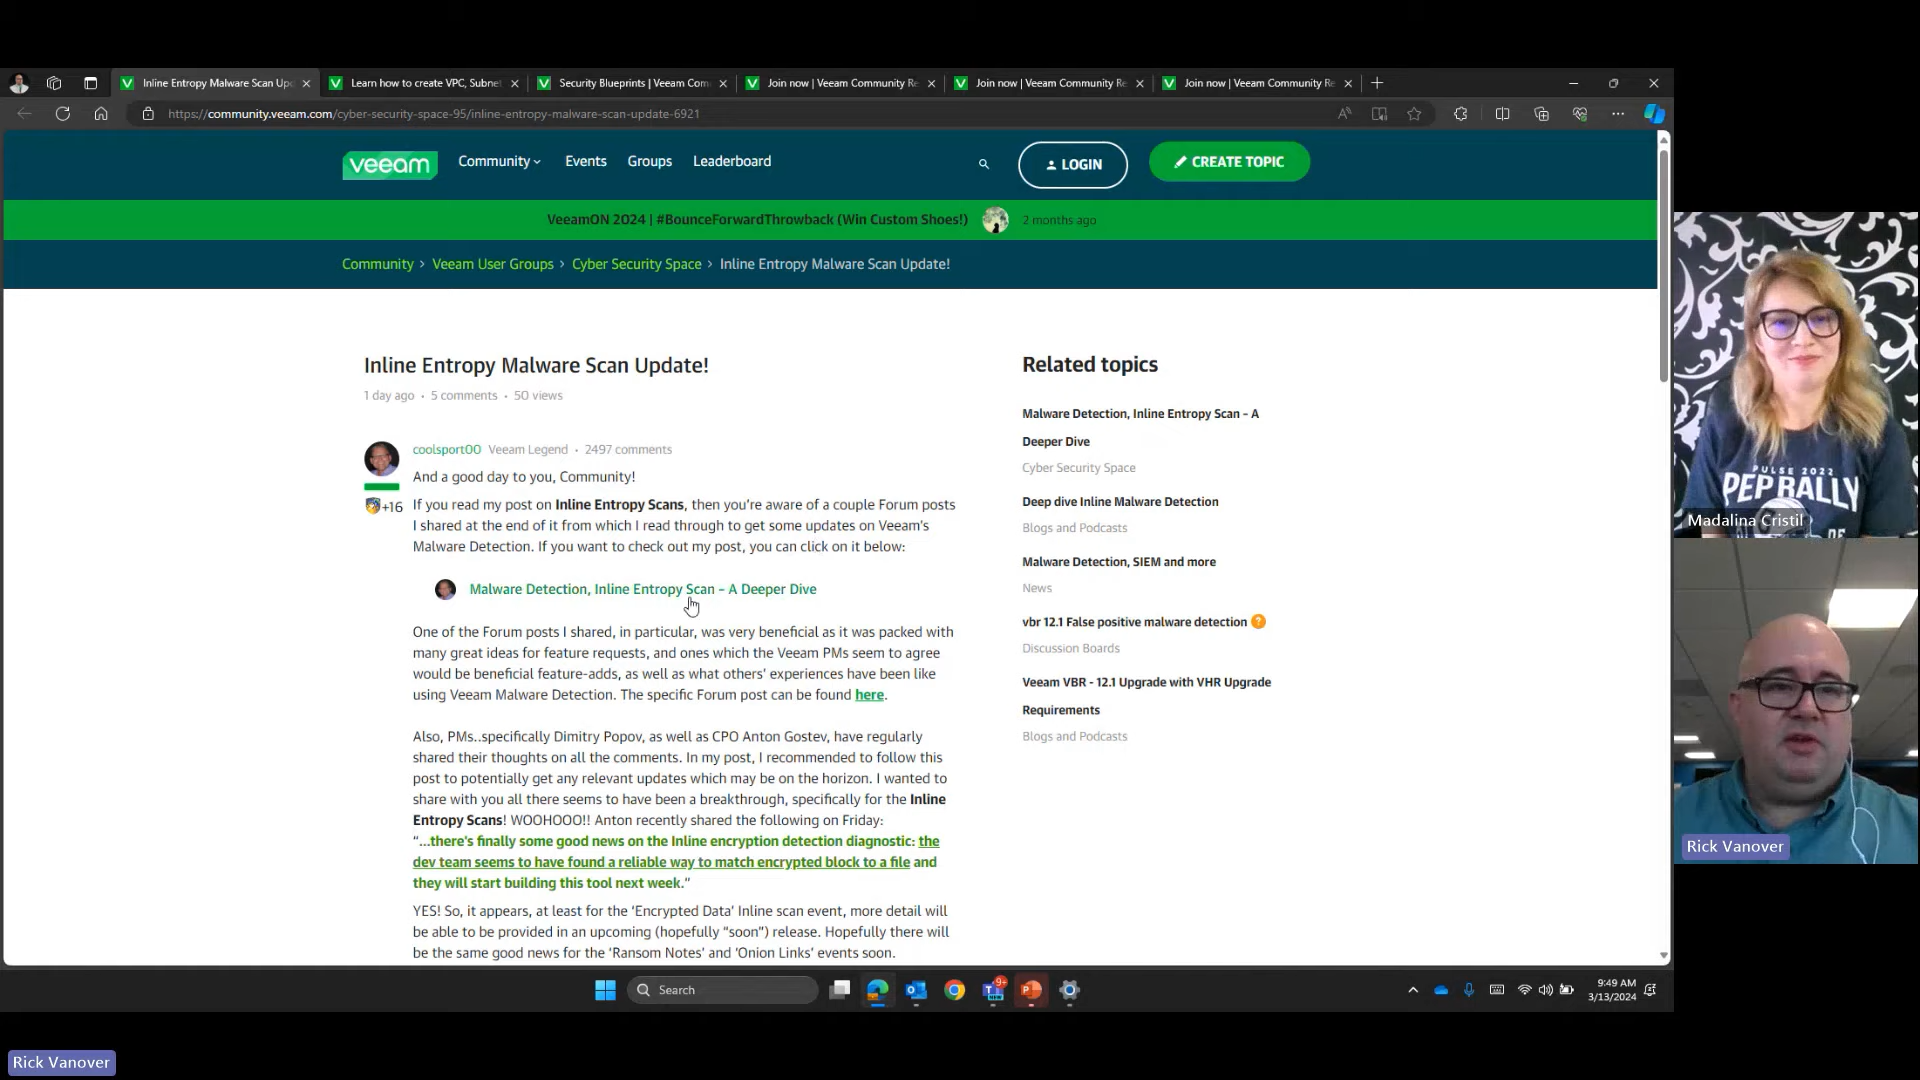 Inline Entropy Malware Scan Upd
Learn how to create VPC, Subne
Security Blueprints | Veeam Com
Join now | Veeam Community Re
Join now | Veeam Community Re
Join now | Veeam Community Re
https://community.veeam.com/cyber-security-space-95/inline-entropy-malware-scan-update-6921
veeam
Community
Events
Groups
Leaderboard
LOGIN
CREATE TOPIC
VeeamON 2024 | #BounceForwardThrowback (Win Custom Shoes!)
2 months ago
Community > Veeam User Groups > Cyber Security Space > Inline Entropy Malware Scan Update!
Inline Entropy Malware Scan Update!
1 day ago • 5 comments • 50 views
coolsport00 Veeam Legend • 2497 comments
+16
And a good day to you, Community!
If you read my post on Inline Entropy Scans, then you're aware of a couple Forum posts
I shared at the end of it from which I read through to get some updates on Veeam's
Malware Detection. If you want to check out my post, you can click on it below:
Malware Detection, Inline Entropy Scan – A Deeper Dive
One of the Forum posts I shared, in particular, was very beneficial as it was packed with
many great ideas for feature requests, and ones which the Veeam PMs seem to agree
would be beneficial feature-adds, as well as what others' experiences have been like
using Veeam Malware Detection. The specific Forum post can be found here.
Also, PMs..specifically Dimitry Popov, as well as CPO Anton Gostev, have regularly
shared their thoughts on all the comments. In my post, I recommended to follow this
post to potentially get any relevant updates which may be on the horizon. I wanted to
share with you all there seems to have been a breakthrough, specifically for the Inline
Entropy Scans! WOOHOOO!! Anton recently shared the following on Friday:
"...there's finally some good news on the Inline encryption detection diagnostic: the
dev team seems to have found a reliable way to match encrypted block to a file and
they will start building this tool next week."
YES! So, it appears, at least for the 'Encrypted Data' Inline scan event, more detail will
be able to be provided in an upcoming (hopefully "soon") release. Hopefully there will
be the same good news for the 'Ransom Notes' and 'Onion Links' events soon.
Related topics
Malware Detection, Inline Entropy Scan – A
Deeper Dive
Cyber Security Space
Deep dive Inline Malware Detection
Blogs and Podcasts
Malware Detection, SIEM and more
News
vbr 12.1 False positive malware detection ?
Discussion Boards
Veeam VBR - 12.1 Upgrade with VHR Upgrade
Requirements
Blogs and Podcasts
PULSE 2022
PEP RALLY
Madalina Cristil
Rick Vanover
Search
9+
9:49 AM
3/13/2024
Rick Vanover